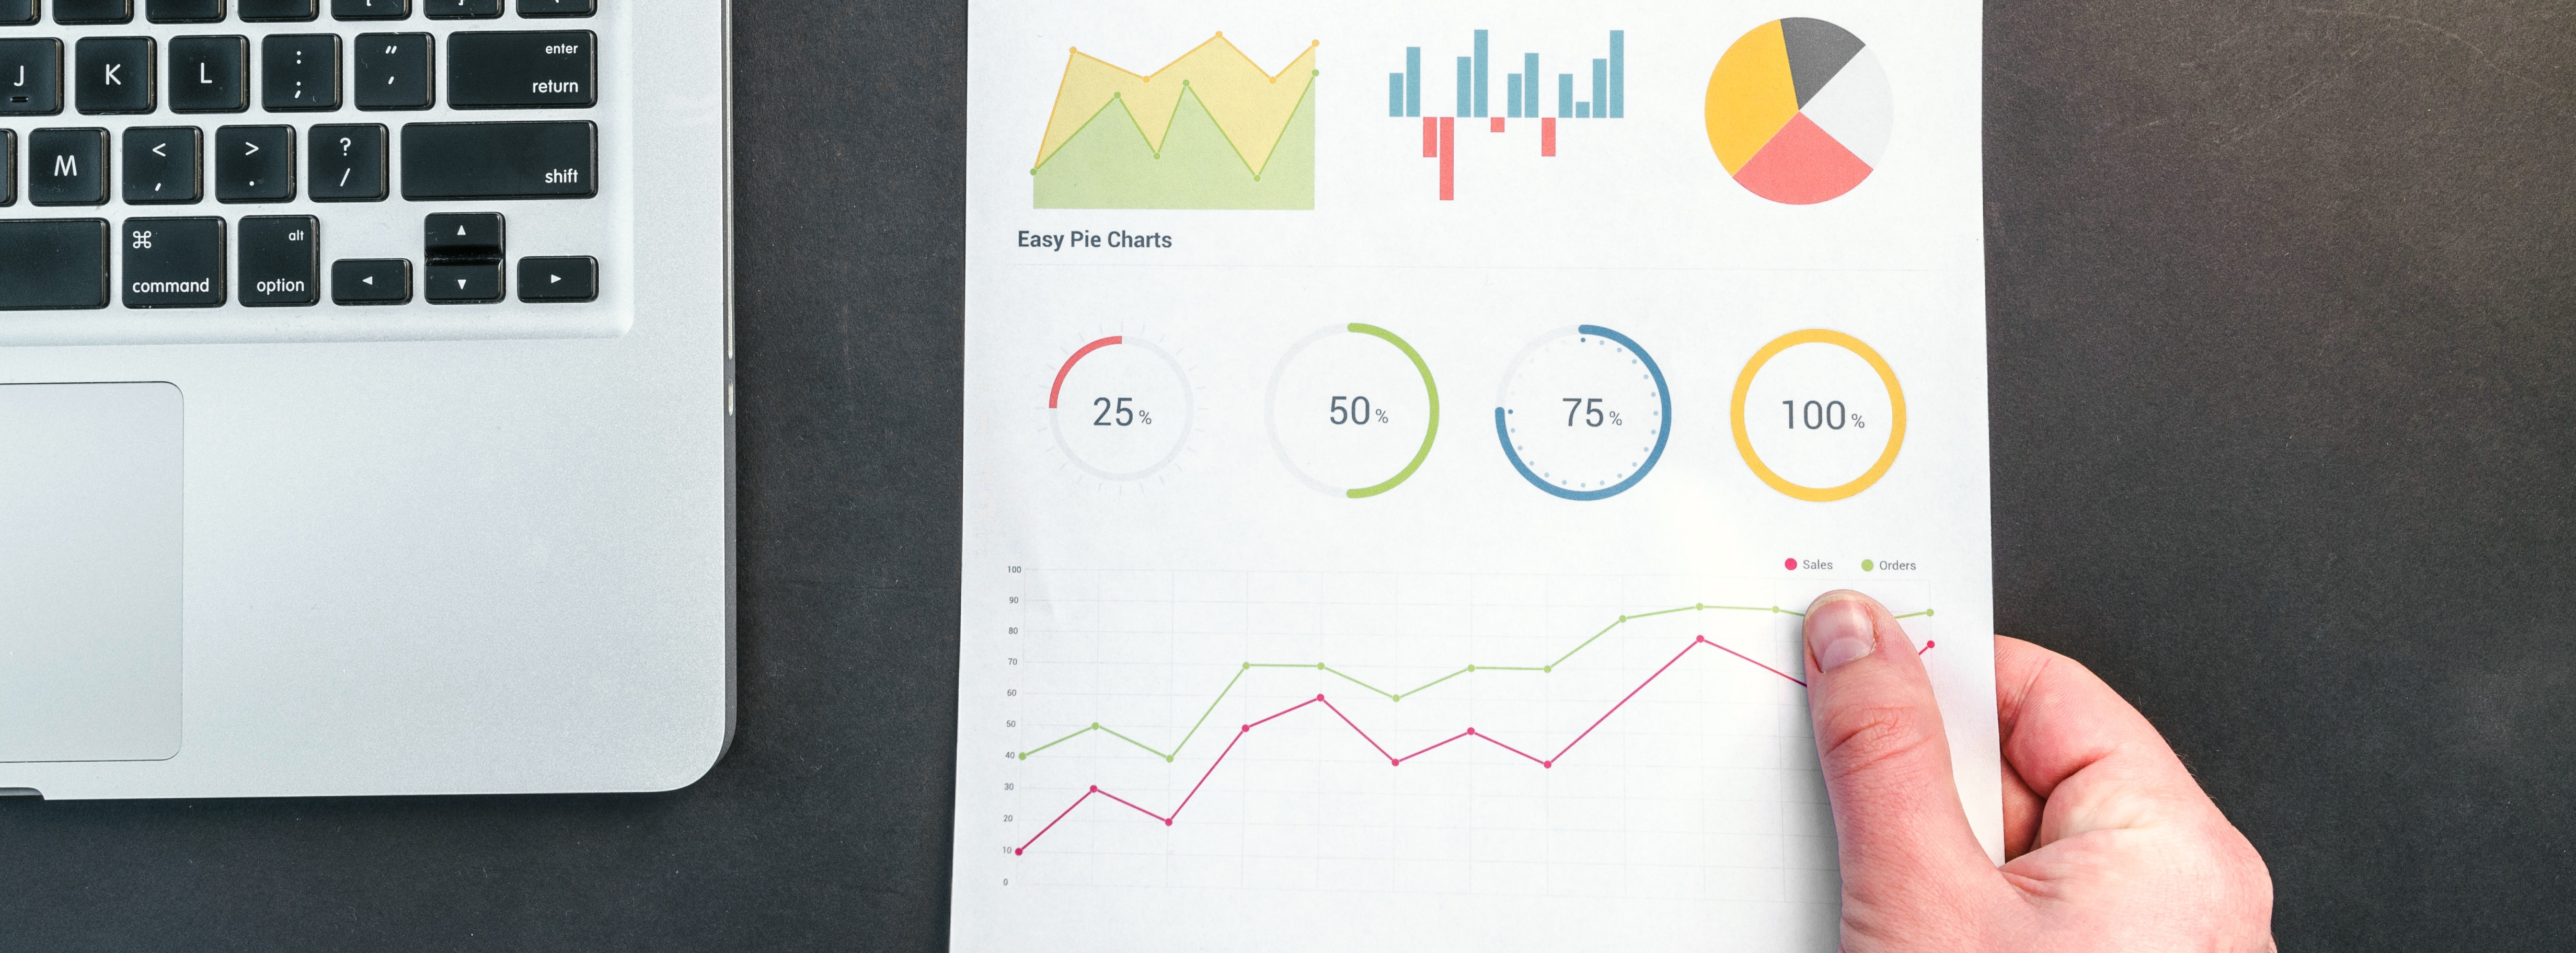 enter
J K L : ; " ' return
M < , > . ? / shift
⌘ alt
command option ◄ ▲ ▼ ►
Easy Pie Charts
25% 50% 75% 100%
Sales Orders
100
90
80
70
60
50
40
30
20
10
0